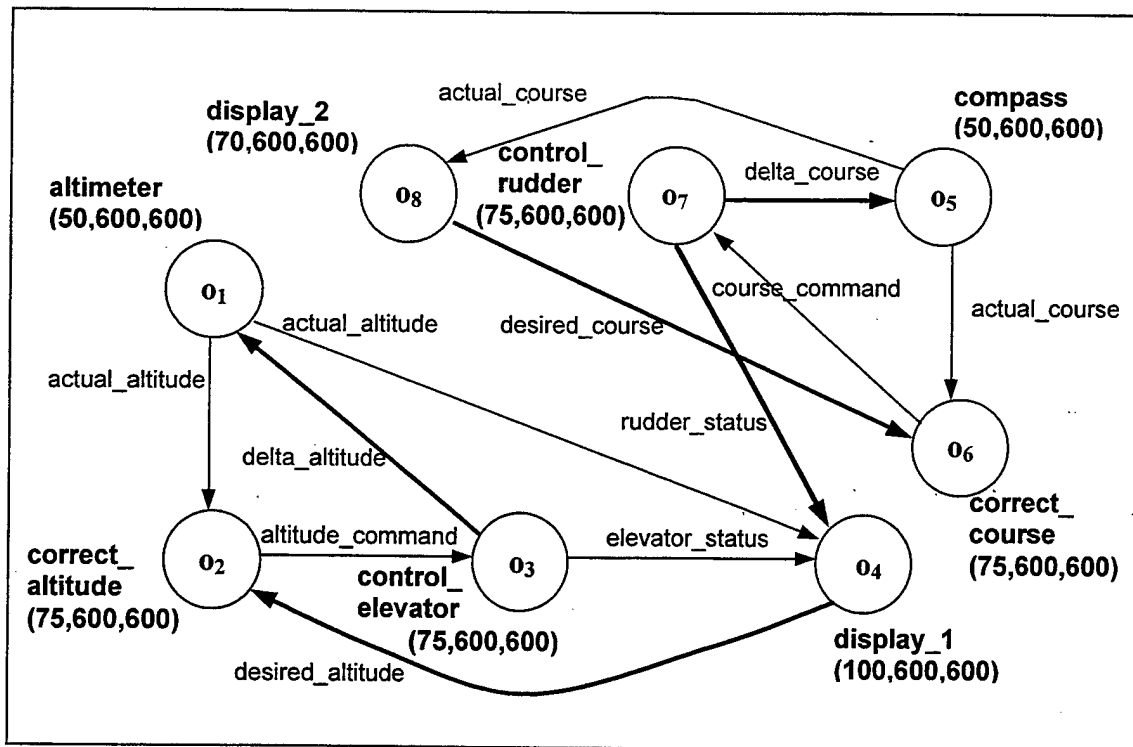 actual_course
display_2
(70,600,600)
compass
(50,600,600)
altimeter
(50,600,600)
control_
rudder
(75,600,600)
delta_course
o8
o7
o5
o1
actual_altitude
desired_course
course_command
actual_course
actual_altitude
rudder_status
delta_altitude
o6
correct_
course
(75,600,600)
altitude_command
elevator_status
o2
o3
o4
correct_
altitude
(75,600,600)
control_
elevator
(75,600,600)
display_1
(100,600,600)
desired_altitude